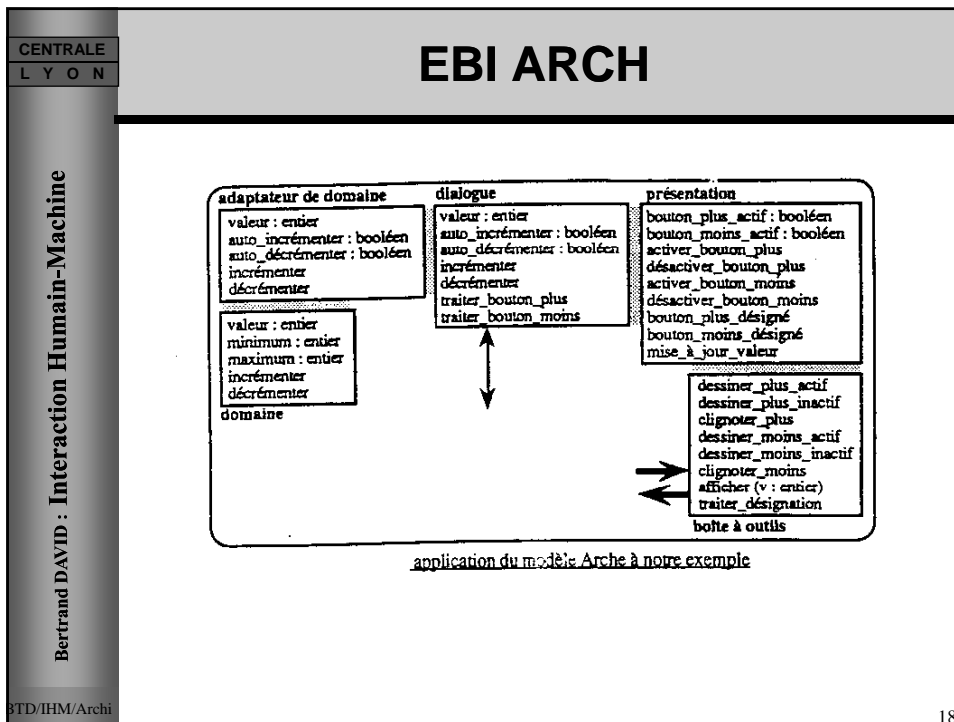 CENTRALE
L Y O N
EBI ARCH
Bertrand DAVID : Interaction Humain-Machine
adaptateur de domaine
valeur : entier
auto_incrémenter : booléen
auto_décrémenter : booléen
incrémenter
décrémenter
valeur : entier
minimum : entier
maximum : entier
incrémenter
décrémenter
domaine
dialogue
valeur : entier
auto_incrémenter : booléen
auto_décrémenter : booléen
incrémenter
décrémenter
traiter_bouton_plus
traiter_bouton_moins
présentation
bouton_plus_actif : booléen
bouton_moins_actif : booléen
activer_bouton_plus
désactiver_bouton_plus
activer_bouton_moins
désactiver_bouton_moins
bouton_plus_désigné
bouton_moins_désigné
mise_à_jour_valeur
dessiner_plus_actif
dessiner_plus_inactif
clignoter_plus
dessiner_moins_actif
dessiner_moins_inactif
clignoter_moins
afficher (v : entier)
traiter_désignation
boîte à outils
application du modèle Arche à notre exemple
BTD/IHM/Archi
18